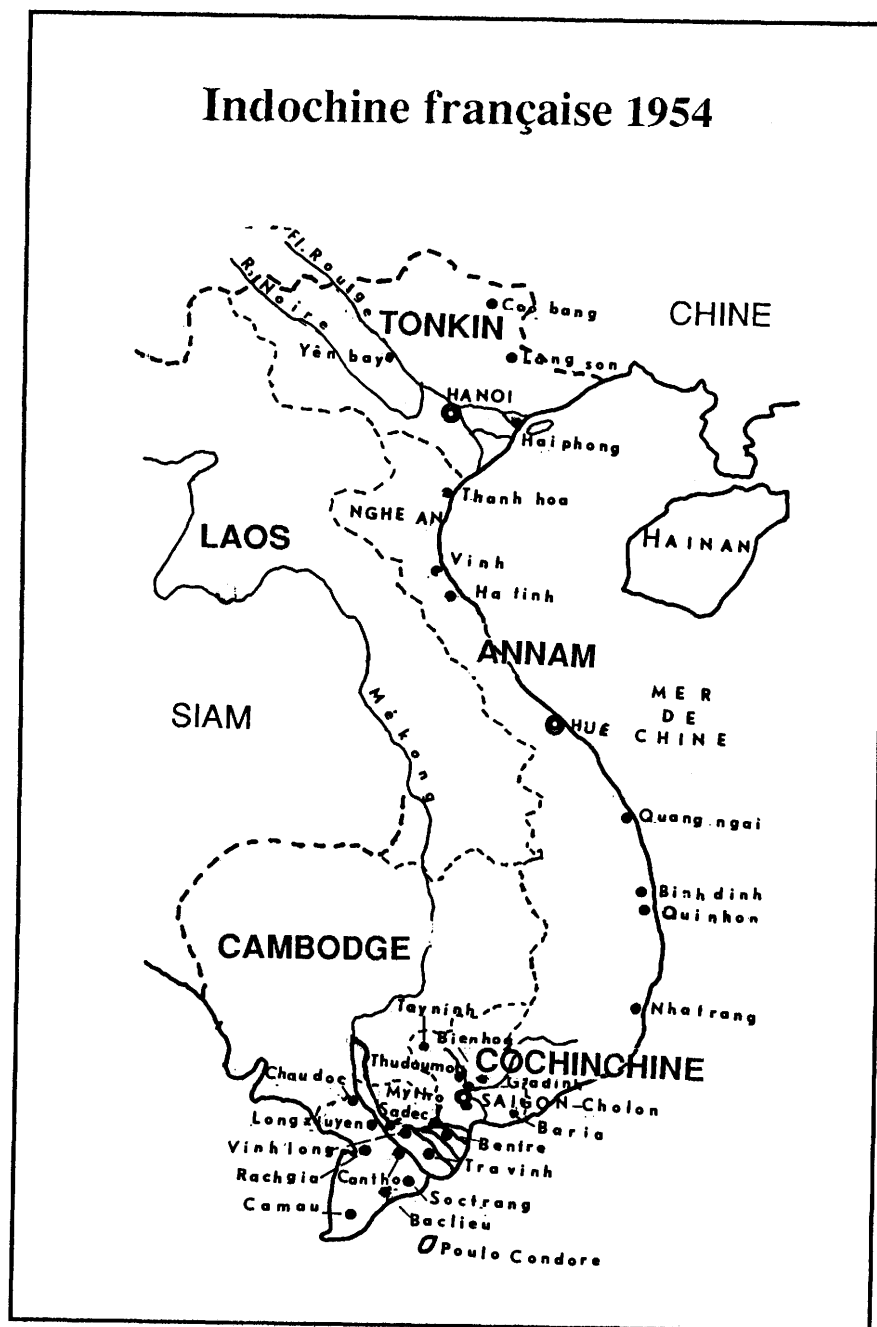 Indochine française 1954
Fl. Rouge
R. Noire
Cao bang
CHINE
TONKIN
Yên bay
Lang son
HANOI
Haiphong
Thanh hoa
NGHE AN
LAOS
HAINAN
Vinh
Ha tinh
ANNAM
SIAM
Mékong
MER
DE
CHINE
HUÉ
Quang ngai
Binh dinh
Quinhon
CAMBODGE
Nhatrang
Tayninh
Bienhoa
COCHINCHINE
Thudaumot
Giadinh
Chaudoc
Mytho
SAIGON-Cholon
Sadec
Longxuyen
Baria
Bentre
Vinh long
Travinh
Rachgia
Cantho
Soctrang
Camau
Baclieu
Poulo Condore